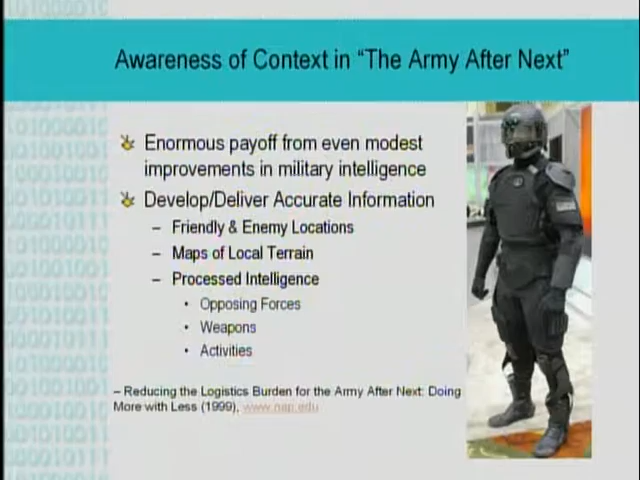 Awareness of Context in “The Army After Next”
Enormous payoff from even modest
improvements in military intelligence
Develop/Deliver Accurate Information
– Friendly & Enemy Locations
– Maps of Local Terrain
– Processed Intelligence
• Opposing Forces
• Weapons
• Activities
– Reducing the Logistics Burden for the Army After Next: Doing
More with Less (1999), www.nap.edu